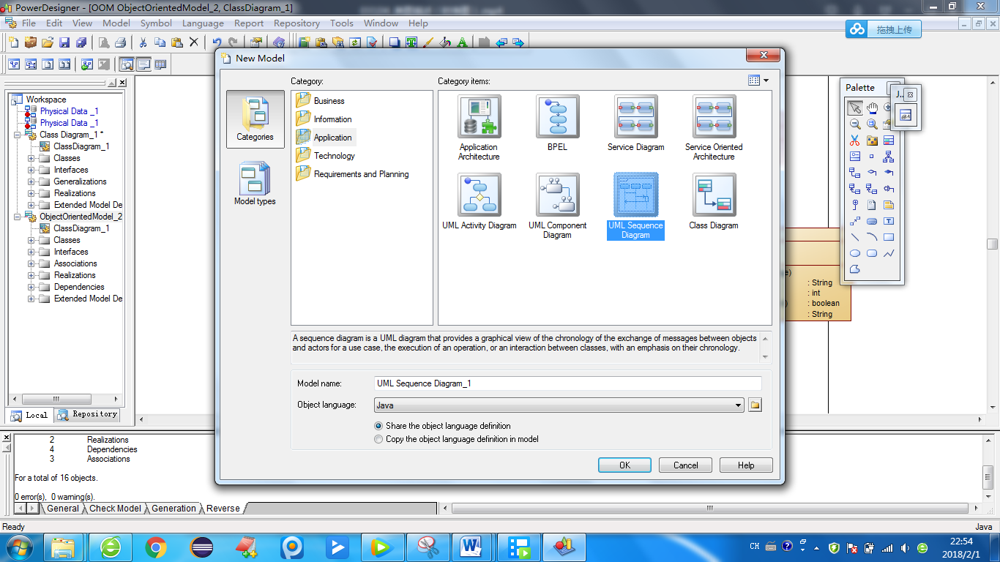 PowerDesigner - [OOM ObjectOrientedModel_2, ClassDiagram_1]
File Edit View Model Symbol Language Report Repository Tools Window Help
拖拽上传
Workspace
Physical Data _1
Physical Data _1
Class Diagram_1 *
ClassDiagram_1
Classes
Interfaces
Generalizations
Realizations
Extended Model De
ObjectOrientedModel_2
ClassDiagram_1
Classes
Interfaces
Associations
Realizations
Dependencies
Extended Model De
Local Repository
New Model
Categories
Model types
Category:
Business
Information
Application
Technology
Requirements and Planning
Category items:
Application Architecture
BPEL
Service Diagram
Service Oriented Architecture
UML Activity Diagram
UML Component Diagram
UML Sequence Diagram
Class Diagram
A sequence diagram is a UML diagram that provides a graphical view of the chronology of the exchange of messages between objects
and actors for a use case, the execution of an operation, or an interaction between classes, with an emphasis on their chronology.
Model name: UML Sequence Diagram_1
Object language: Java
Share the object language definition
Copy the object language definition in model
OK Cancel Help
Palette
J..
e)
: String
: int
) : boolean
: String
2 Realizations
4 Dependencies
3 Associations
For a total of 16 objects.
0 error(s), 0 warning(s).
General Check Model Generation Reverse
Ready Java
CH
22:54
2018/2/1